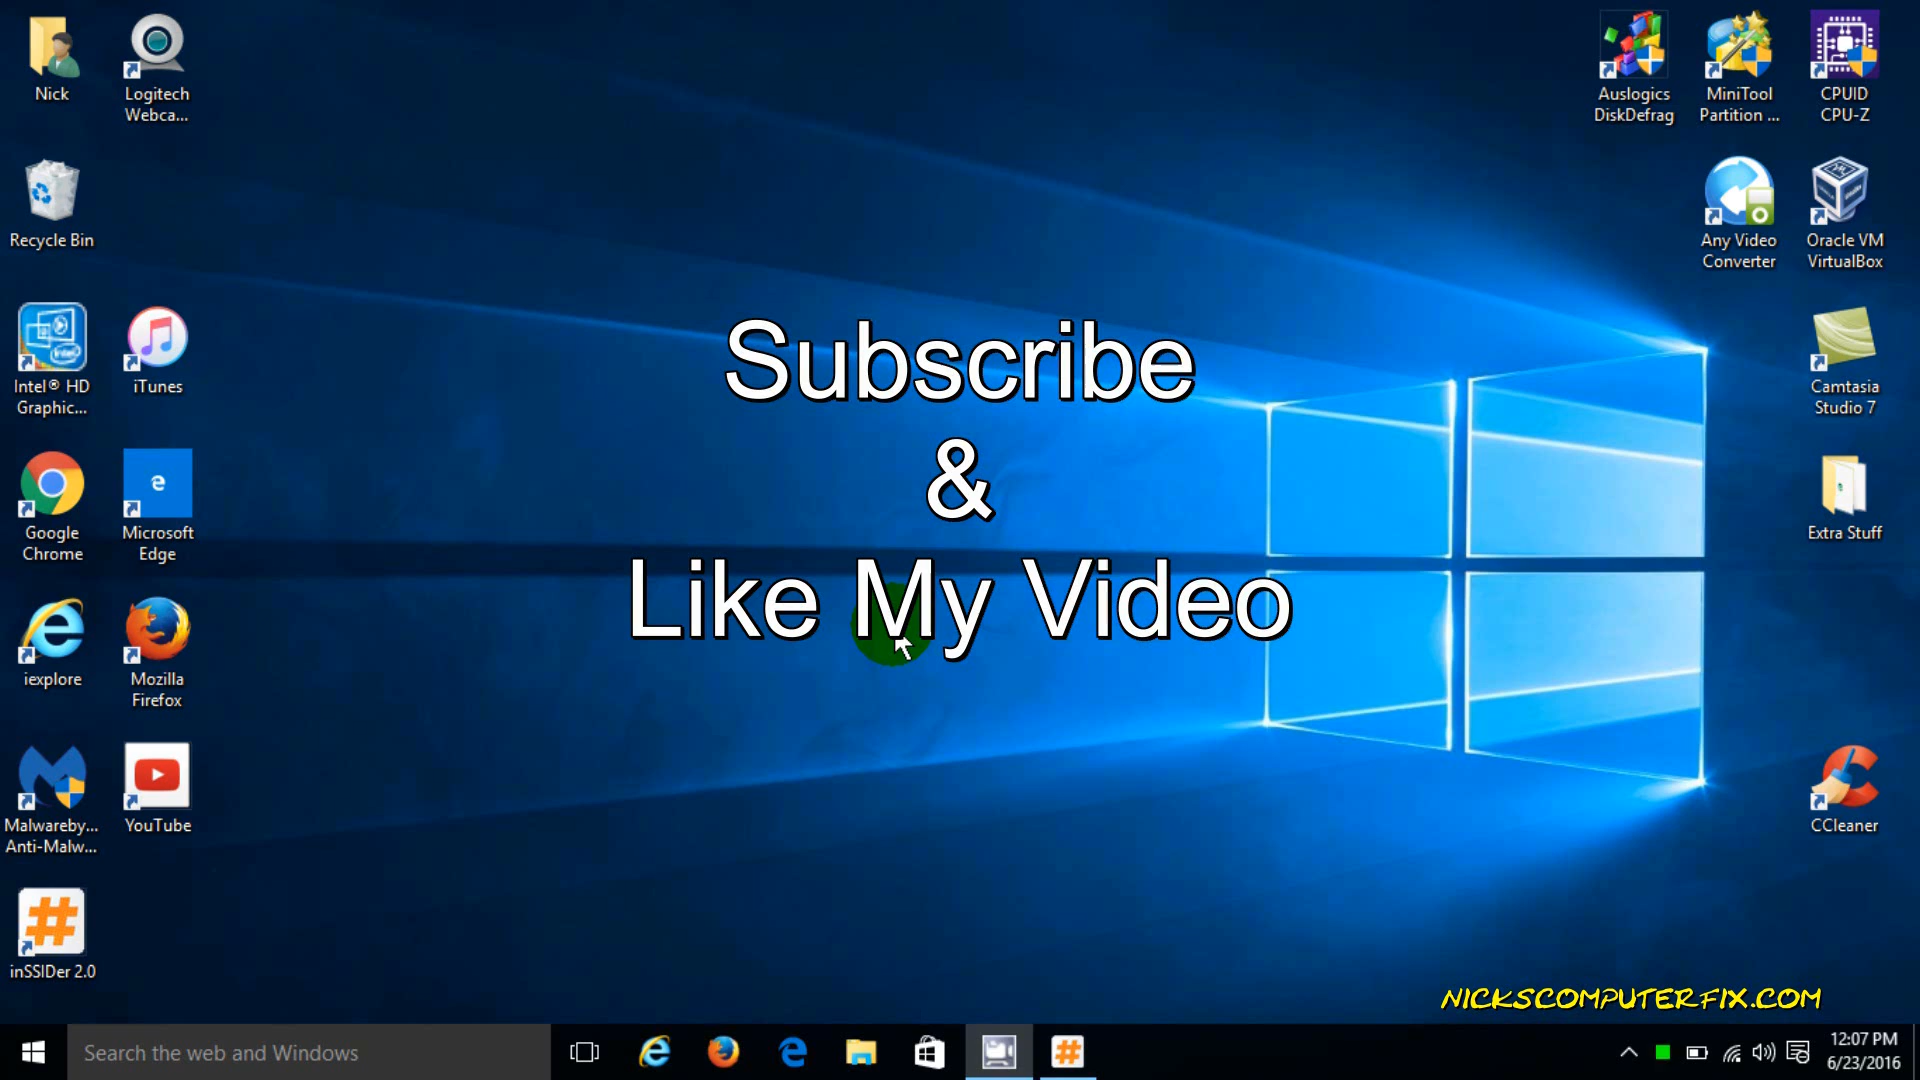 Nick
Logitech
Webca...
Auslogics
DiskDefrag
MiniTool
Partition ...
CPUID
CPU-Z
Recycle Bin
Any Video
Converter
Oracle VM
VirtualBox
Intel® HD
Graphic...
iTunes
Camtasia
Studio 7
Subscribe
&
Like My Video
Google
Chrome
Microsoft
Edge
Extra Stuff
iexplore
Mozilla
Firefox
Malwareby...
Anti-Malw...
YouTube
CCleaner
inSSIDer 2.0
NICKSCOMPUTERFIX.COM
Search the web and Windows
12:07 PM
6/23/2016